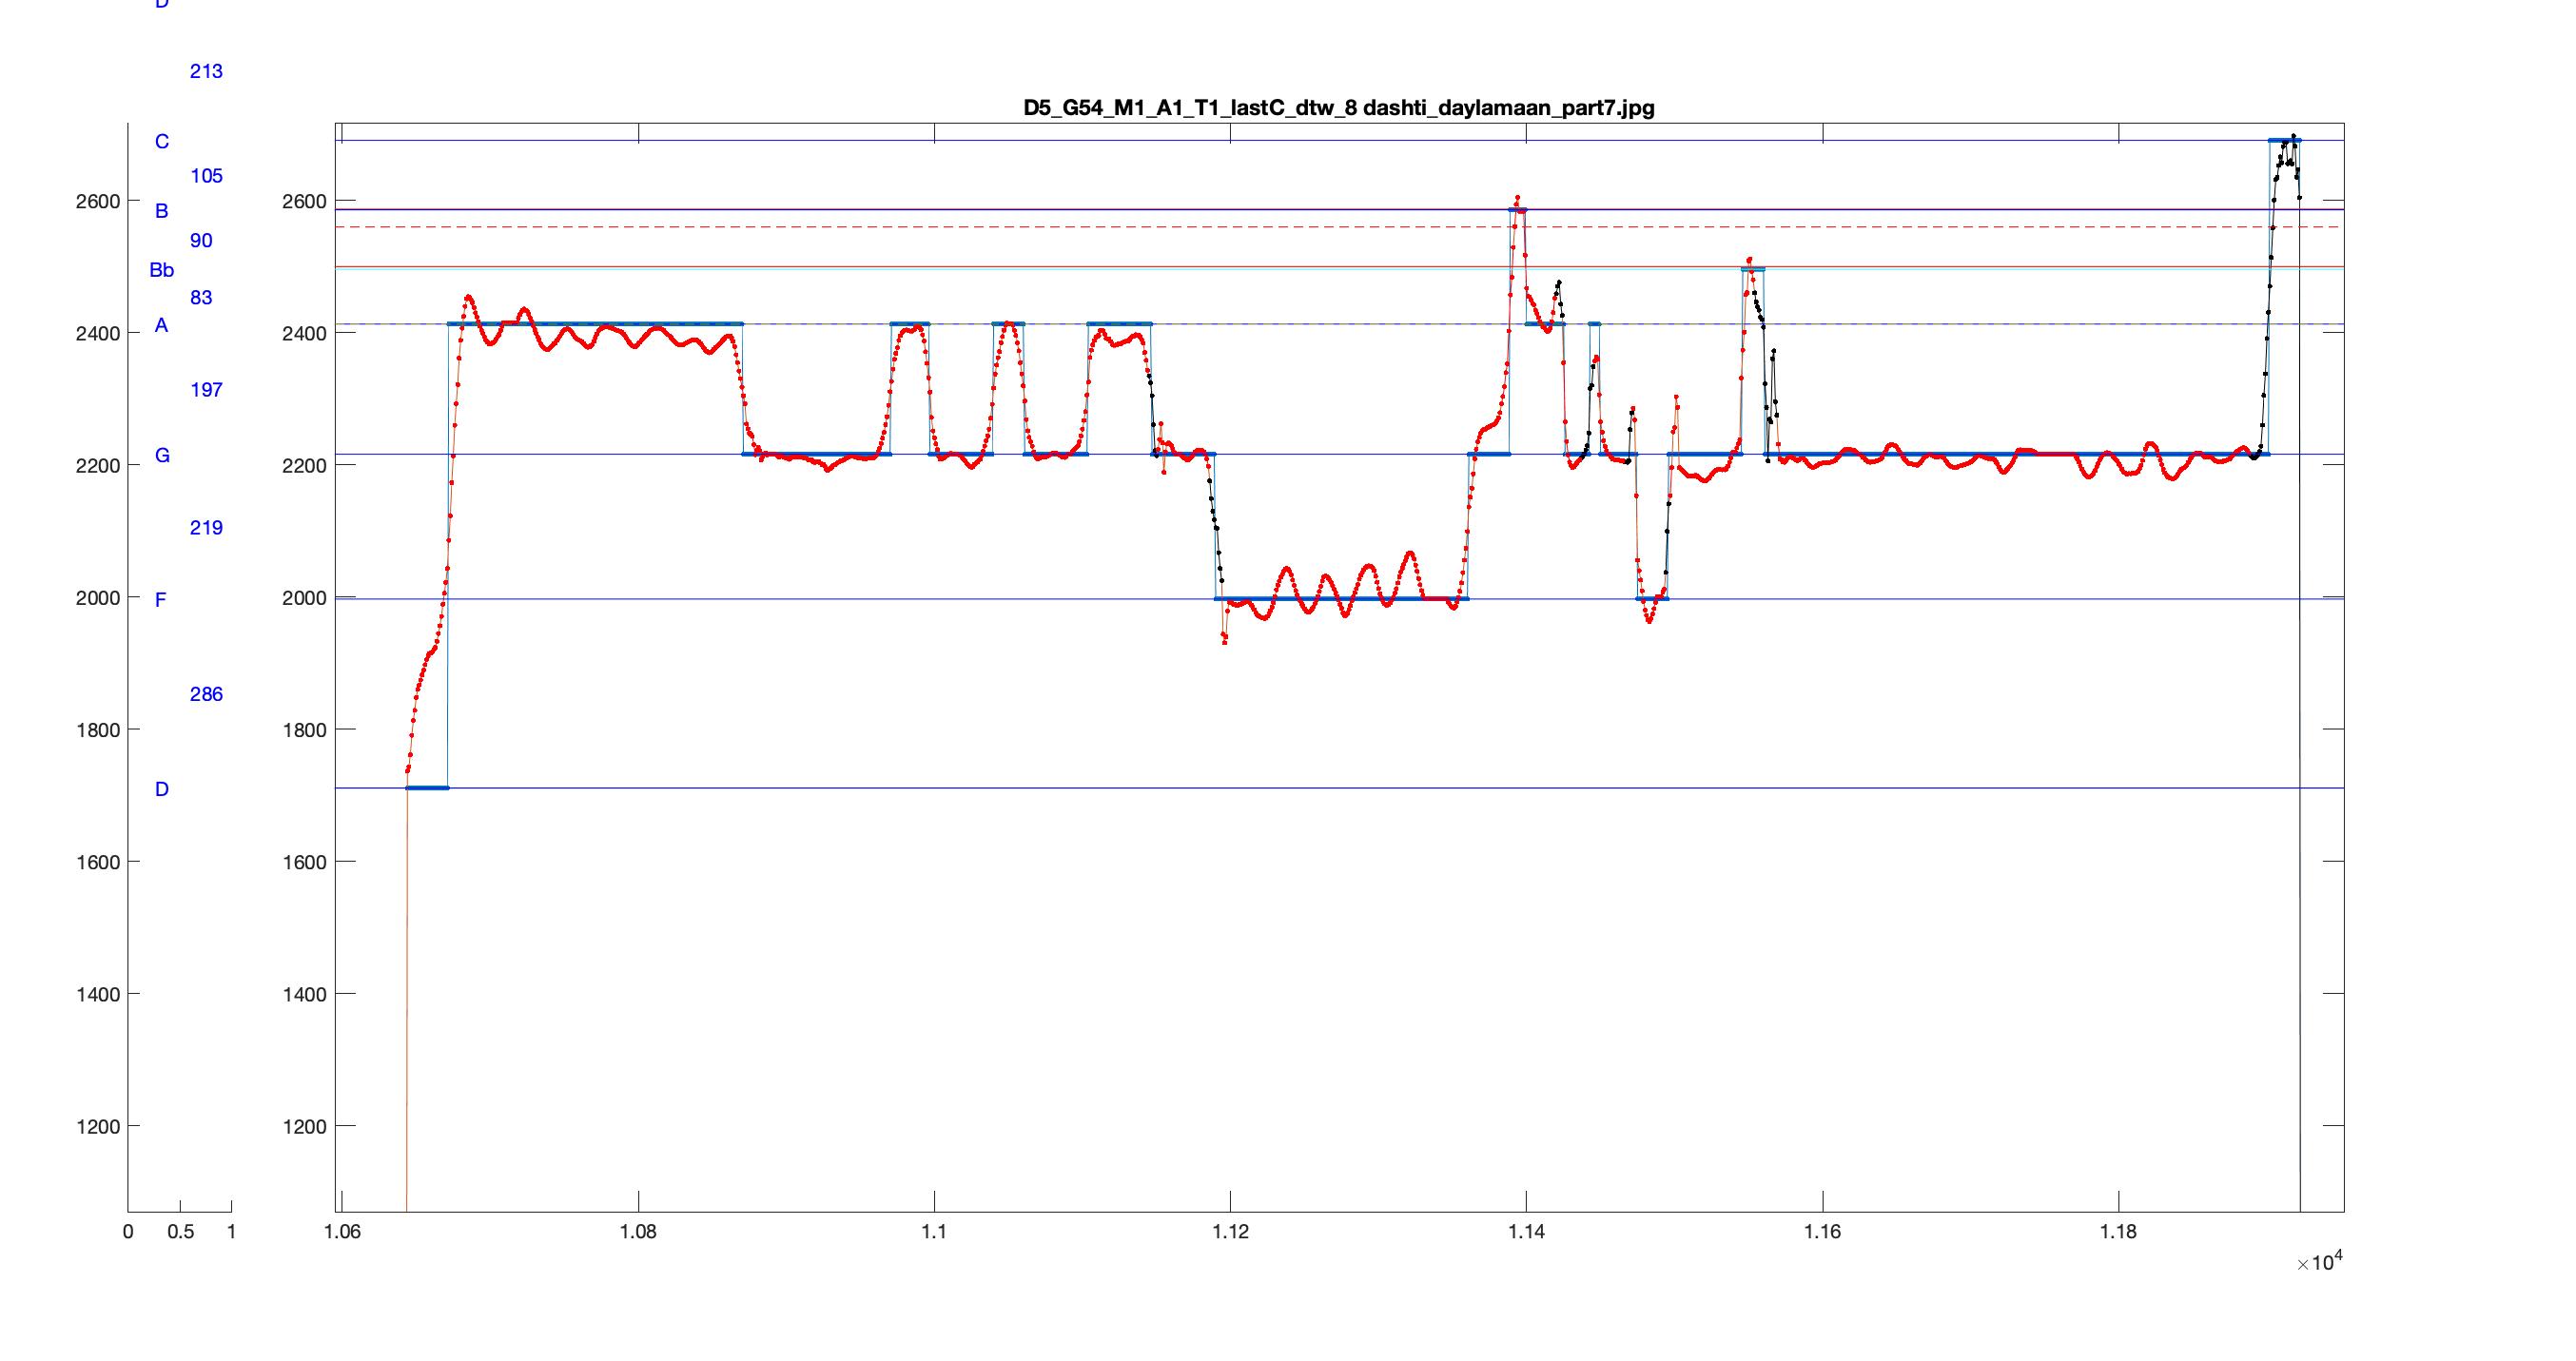 D
213
D5_G54_M1_A1_T1_lastC_dtw_8 dashti_daylamaan_part7.jpg
C
105
2600 B 2600
90
Bb
83
2400 A 2400
197
2200 G 2200
219
2000 F 2000
286
1800 1800
D
1600 1600
1400 1400
1200 1200
0 0.5 1 1.06 1.08 1.1 1.12 1.14 1.16 1.18
×10^4